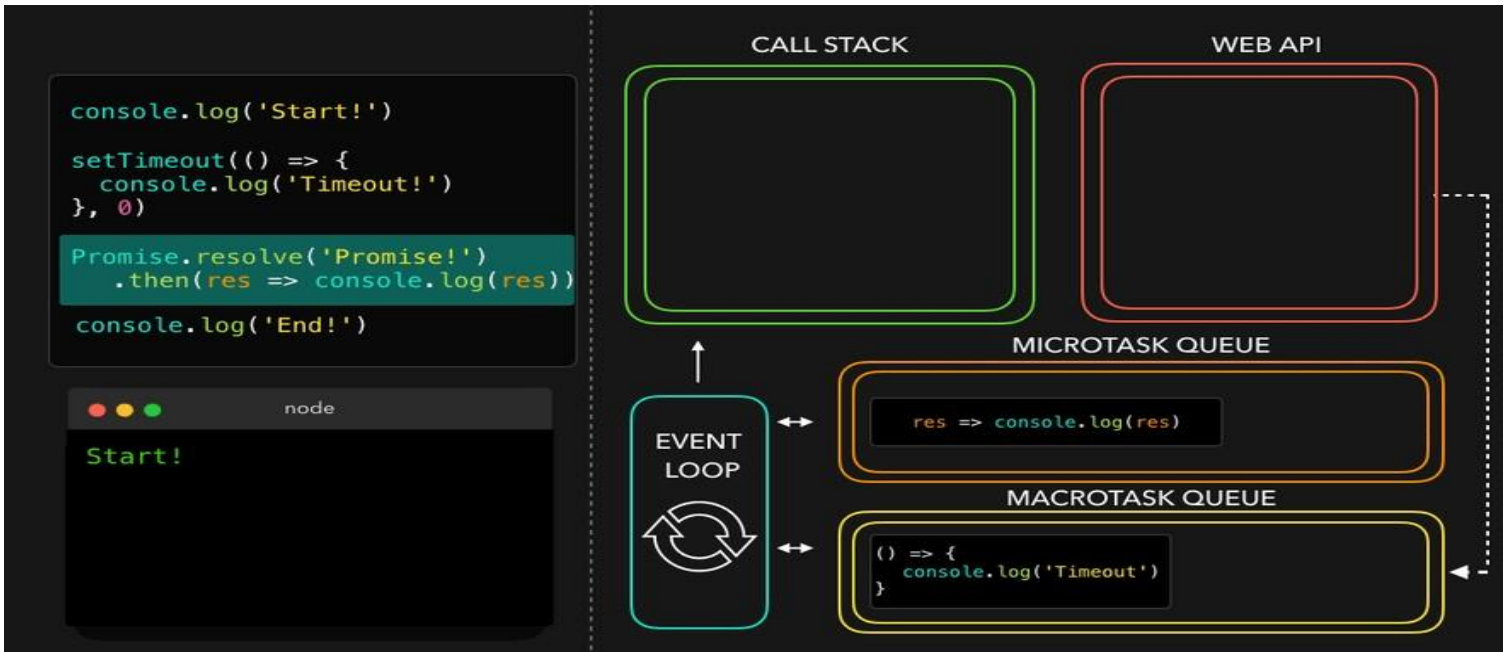 console.log('Start!')
setTimeout(() => {
  console.log('Timeout!')
}, 0)
Promise.resolve('Promise!')
   .then(res => console.log(res))
console.log('End!')
node
Start!
CALL STACK
WEB API
MICROTASK QUEUE
res => console.log(res)
EVENT
LOOP
MACROTASK QUEUE
() => {
  console.log('Timeout')
}